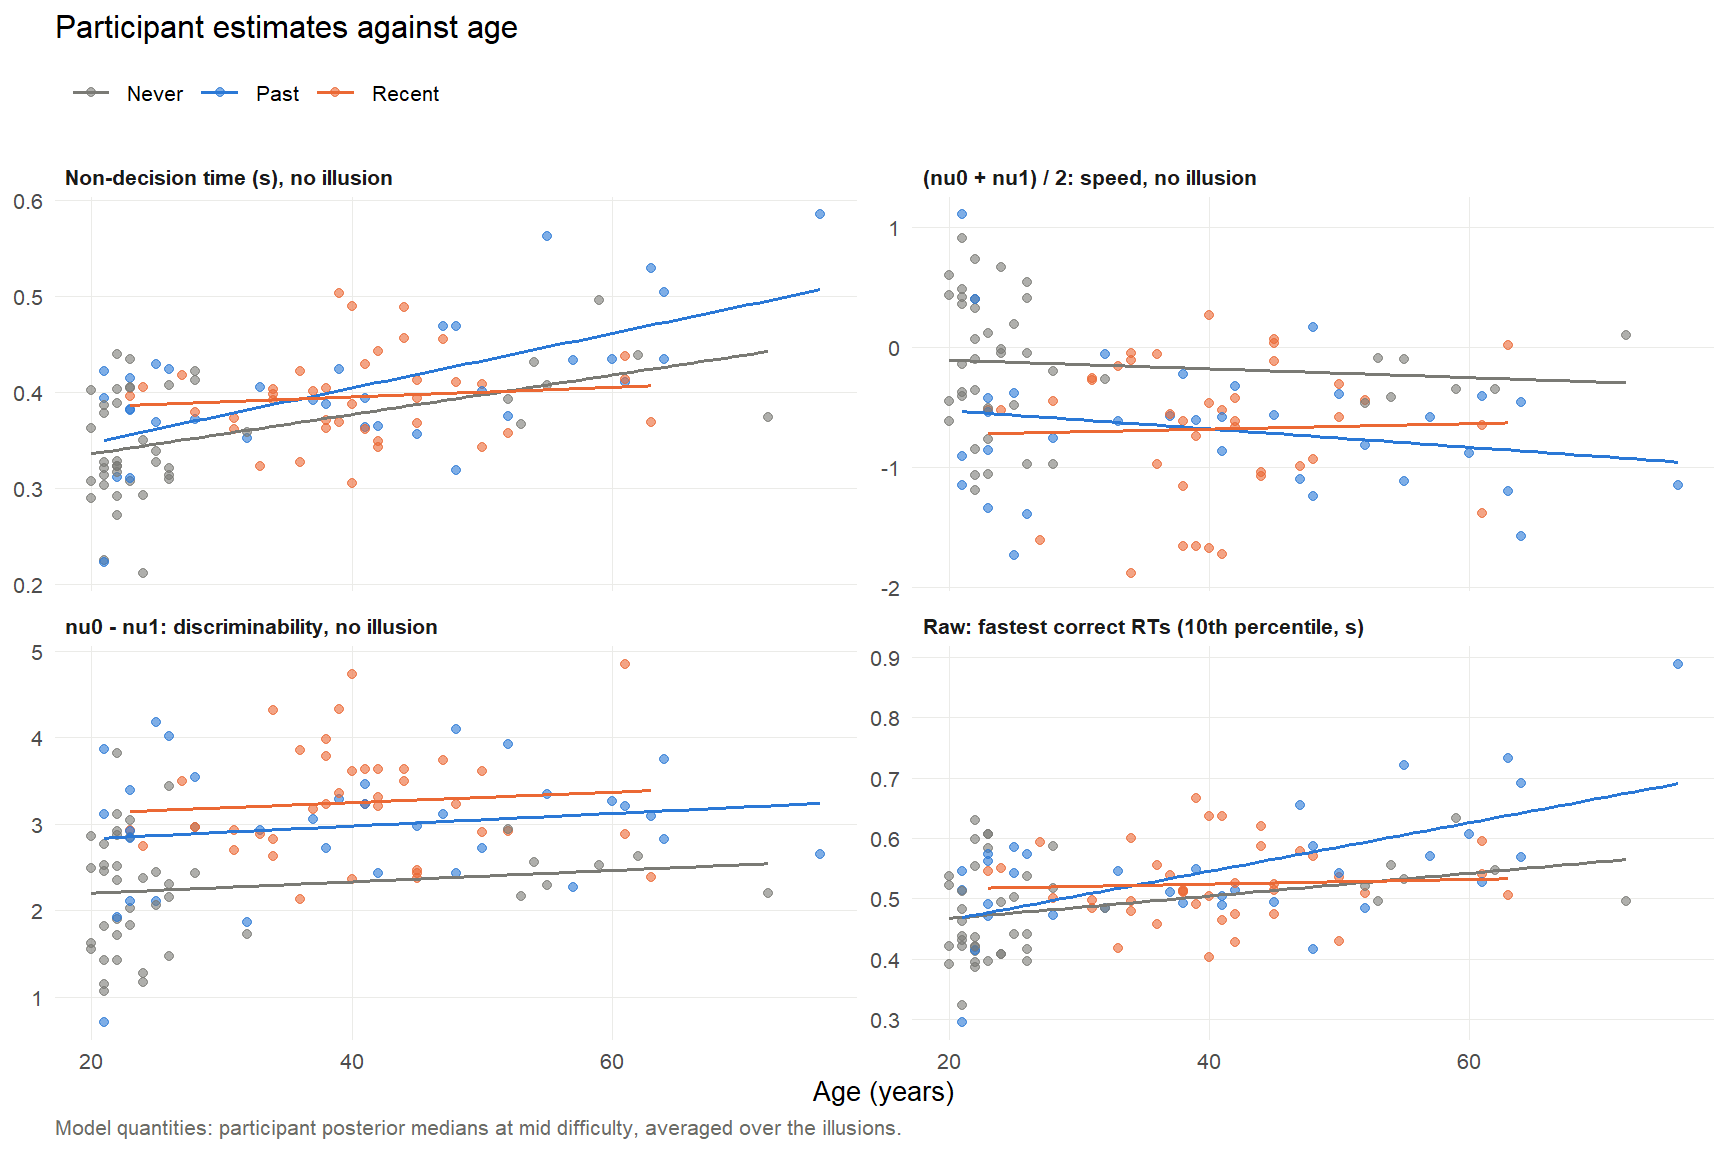 Participant estimates against age
Never Past Recent
Non-decision time (s), no illusion
0.6
0.5
0.4
0.3
0.2
(nu0 + nu1) / 2: speed, no illusion
1
0
-1
-2
nu0 - nu1: discriminability, no illusion
5
4
3
2
1
20 40 60
Raw: fastest correct RTs (10th percentile, s)
0.9
0.8
0.7
0.6
0.5
0.4
0.3
20 40 60
Age (years)
Model quantities: participant posterior medians at mid difficulty, averaged over the illusions.